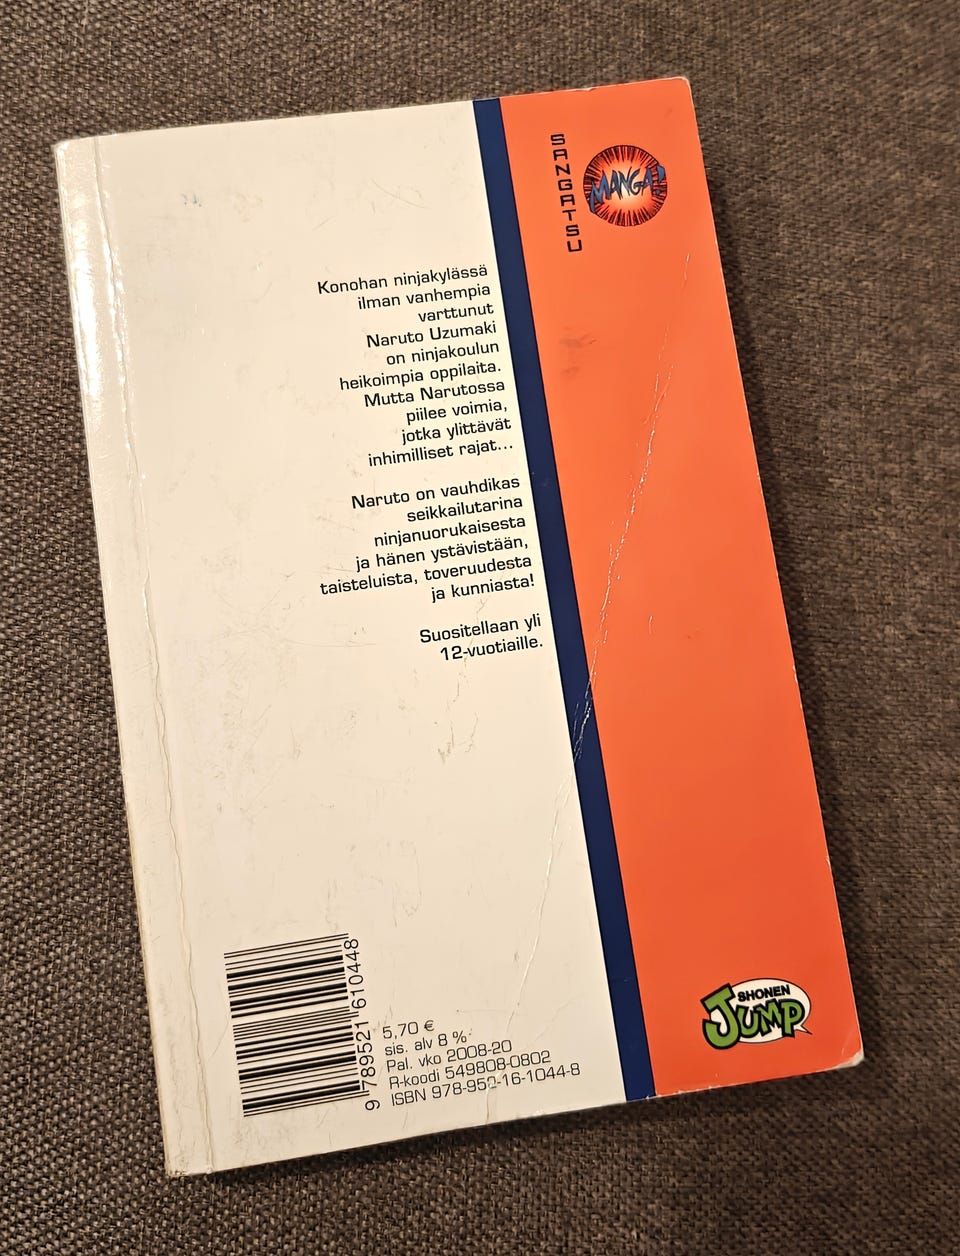 SANGATSU
MANGA!
Konohan ninjakylässä
ilman vanhempia
varttunut
Naruto Uzumaki
on ninjakoulun
heikoimpia oppilaita.
Mutta Narutossa
piilee voimia,
jotka ylittävät
inhimilliset rajat...
Naruto on vauhdikas
seikkailutarina
ninjanuorukaisesta
ja hänen ystävistään,
taisteluista, toveruudesta
ja kunniasta!
Suositellaan yli
12-vuotiaille.
9 789521 610448
5,70 €
sis. alv 8 %
Pal. vko 2008-20
R-koodi 549808-0802
ISBN 978-952-16-1044-8
SHONEN
JUMP